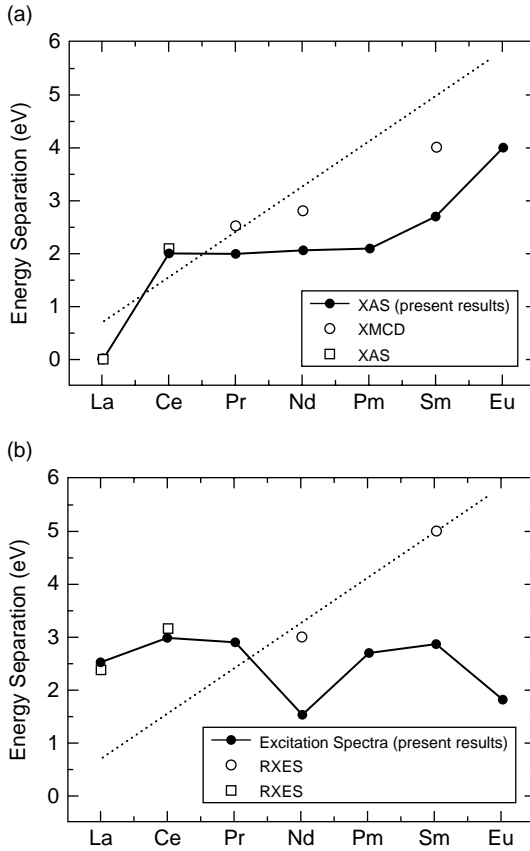 (a)
Energy Separation (eV)
6
5
4
3
2
1
0
XAS (present results)
XMCD
XAS
La Ce Pr Nd Pm Sm Eu
(b)
Energy Separation (eV)
6
5
4
3
2
1
0
Excitation Spectra (present results)
RXES
RXES
La Ce Pr Nd Pm Sm Eu